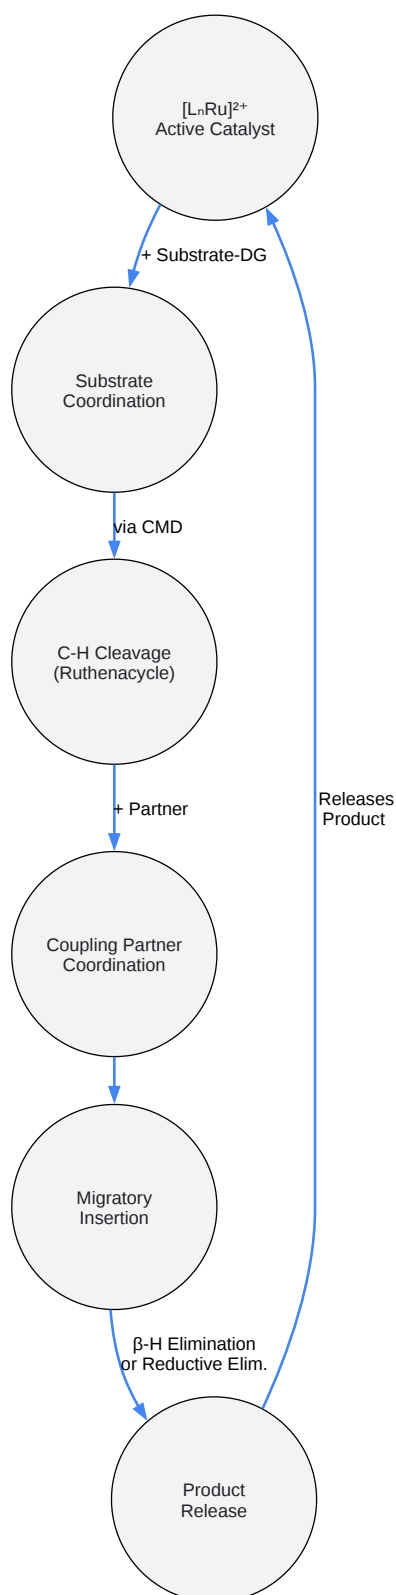 [LₙRu]²⁺
Active Catalyst
+ Substrate-DG
Substrate
Coordination
via CMD
C-H Cleavage
(Ruthenacycle)
+ Partner
Releases
Product
Coupling Partner
Coordination
Migratory
Insertion
β-H Elimination
or Reductive Elim.
Product
Release